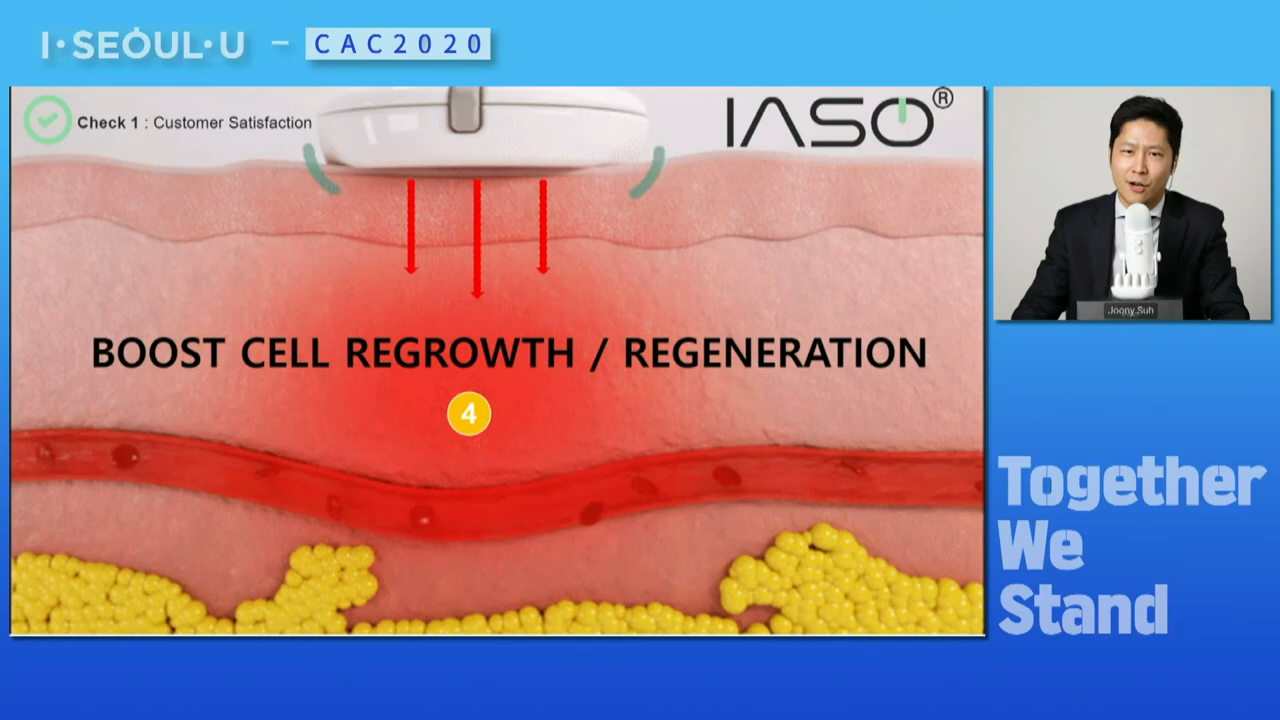 I·SEOUL·U – CAC2020
Check 1 : Customer Satisfaction
IASO®
BOOST CELL REGROWTH / REGENERATION
4
Joony Suh
Together
We
Stand